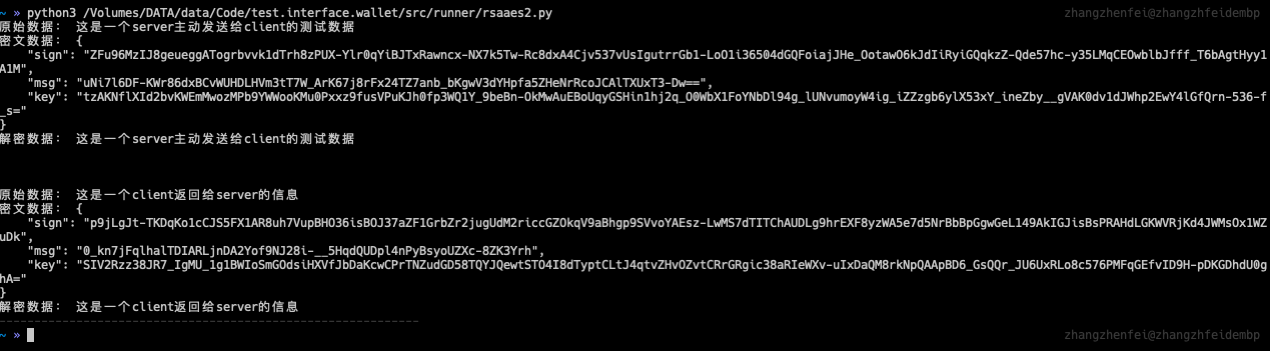 ~ » python3 /Volumes/DATA/data/Code/test.interface.wallet/src/runner/rsaaes2.py zhangzhenfei@zhangzhfeidembp
原始数据： 这是一个server主动发送给client的测试数据
密文数据： {
"sign": "ZFu96MzIJ8geueggATogrbvvk1dTrh8zPUX-Ylr0qYiBJTxRawncx-NX7k5Tw-Rc8dxA4Cjv537vUsIgutrrGb1-LoO1i36504dGQFoiajJHe_OotawO6kJdIiRyiGQqkzZ-Qde57hc-y35LMqCEOwblbJfff_T6bAgtHyy1
A1M",
"msg": "uNi7l6DF-KWr86dxBCvWUHDLHVm3tT7W_ArK67j8rFx24TZ7anb_bKgwV3dYHpfa5ZHeNrRcoJCAlTXUxT3-Dw==",
"key": "tzAKNflXId2bvKWEmMwozMPb9YWWooKMu0Pxxz9fusVPuKJh0fp3WQ1Y_9beBn-OkMwAuEBoUqyGSHin1hj2q_O0WbX1FoYNbDl94g_lUNvumoyW4ig_iZZzgb6ylX53xY_ineZby__gVAK0dv1dJWhp2EwY4lGfQrn-536-f
_s="
}
解密数据： 这是一个server主动发送给client的测试数据
原始数据： 这是一个client返回给server的信息
密文数据： {
"sign": "p9jLgJt-TKDqKo1cCJS5FX1AR8uh7VupBHO36isBOJ37aZF1GrbZr2jugUdM2riccGZOkqV9aBhgp9SVvoYAEsz-LwMS7dTITChAUDLg9hrEXF8yzWA5e7d5NrBbBpGgwGeL149AkIGJisBsPRAHdLGKWVRjKd4JWMsOx1WZ
uDk",
"msg": "0_kn7jFqlhalTDIARLjnDA2Yof9NJ28i-__5HqdQUDpl4nPyBsyoUZXc-8ZK3Yrh",
"key": "SIV2Rzz38JR7_IgMU_1g1BWIoSmGOdsiHXVfJbDaKcwCPrTNZudGD58TQYJQewtSTO4I8dTyptCLtJ4qtvZHvOZvtCRrGRgic38aRIeWXv-uIxDaQM8rkNpQAApBD6_GsQQr_JU6UxRLo8c576PMFqGEfvID9H-pDKGDhdU0g
hA="
}
解密数据： 这是一个client返回给server的信息
------------------------------------------------------------
~ » zhangzhenfei@zhangzhfeidembp